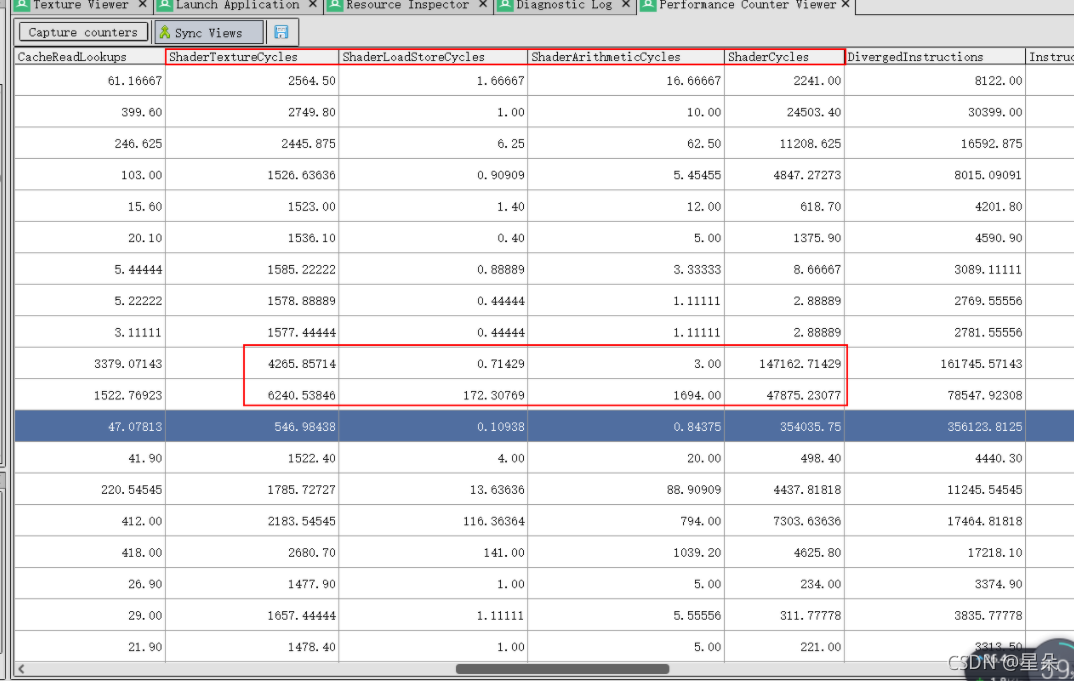 Texture Viewer × Launch Application × Resource Inspector × Diagnostic Log × Performance Counter Viewer ×
Capture counters Sync Views
CacheReadLookups ShaderTextureCycles ShaderLoadStoreCycles ShaderArithmeticCycles ShaderCycles DivergedInstructions Instruc
61.16667 2564.50 1.66667 16.66667 2241.00 8122.00
399.60 2749.80 1.00 10.00 24503.40 30399.00
246.625 2445.875 6.25 62.50 11208.625 16592.875
103.00 1526.63636 0.90909 5.45455 4847.27273 8015.09091
15.60 1523.00 1.40 12.00 618.70 4201.80
20.10 1536.10 0.40 5.00 1375.90 4590.90
5.44444 1585.22222 0.88889 3.33333 8.66667 3089.11111
5.22222 1578.88889 0.44444 1.11111 2.88889 2769.55556
3.11111 1577.44444 0.44444 1.11111 2.88889 2781.55556
3379.07143 4265.85714 0.71429 3.00 147162.71429 161745.57143
1522.76923 6240.53846 172.30769 1694.00 47875.23077 78547.92308
47.07813 546.98438 0.10938 0.84375 354035.75 356123.8125
41.90 1522.40 4.00 20.00 498.40 4440.30
220.54545 1785.72727 13.63636 88.90909 4437.81818 11245.54545
412.00 2183.54545 116.36364 794.00 7303.63636 17464.81818
418.00 2680.70 141.00 1039.20 4625.80 17218.10
26.90 1477.90 1.00 5.00 234.00 3374.90
29.00 1657.44444 1.11111 5.55556 311.77778 3835.77778
21.90 1478.40 1.00 5.00 221.00 3313.50
CSDN @星朵